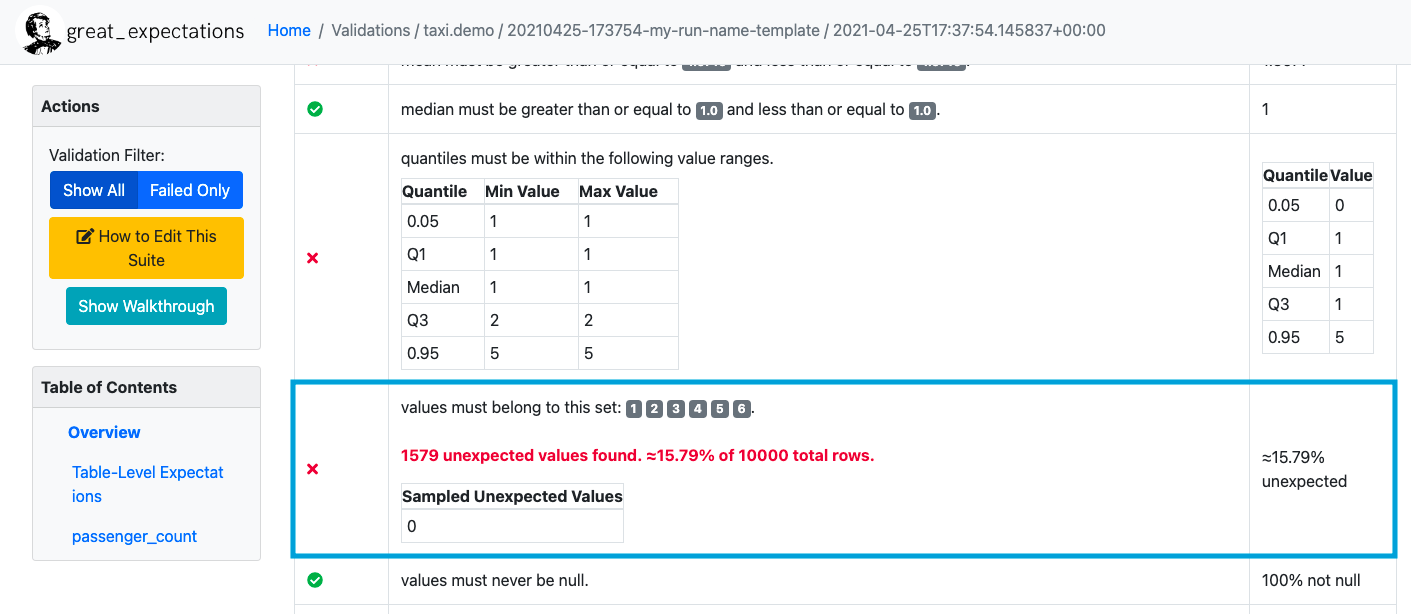 great_expectations
Home / Validations / taxi.demo / 20210425-173754-my-run-name-template / 2021-04-25T17:37:54.145837+00:00
Actions
Validation Filter:
Show All Failed Only
How to Edit This
Suite
Show Walkthrough
Table of Contents
Overview
Table-Level Expectat
ions
passenger_count
mean must be greater than or equal to and less than or equal to
median must be greater than or equal to 1.0 and less than or equal to 1.0.
1
quantiles must be within the following value ranges.
Quantile Min Value Max Value
0.05 1 1
Q1 1 1
Median 1 1
Q3 2 2
0.95 5 5
Quantile Value
0.05 0
Q1 1
Median 1
Q3 1
0.95 5
values must belong to this set: 1 2 3 4 5 6.
1579 unexpected values found. ≈15.79% of 10000 total rows.
Sampled Unexpected Values
0
≈15.79%
unexpected
values must never be null.
100% not null